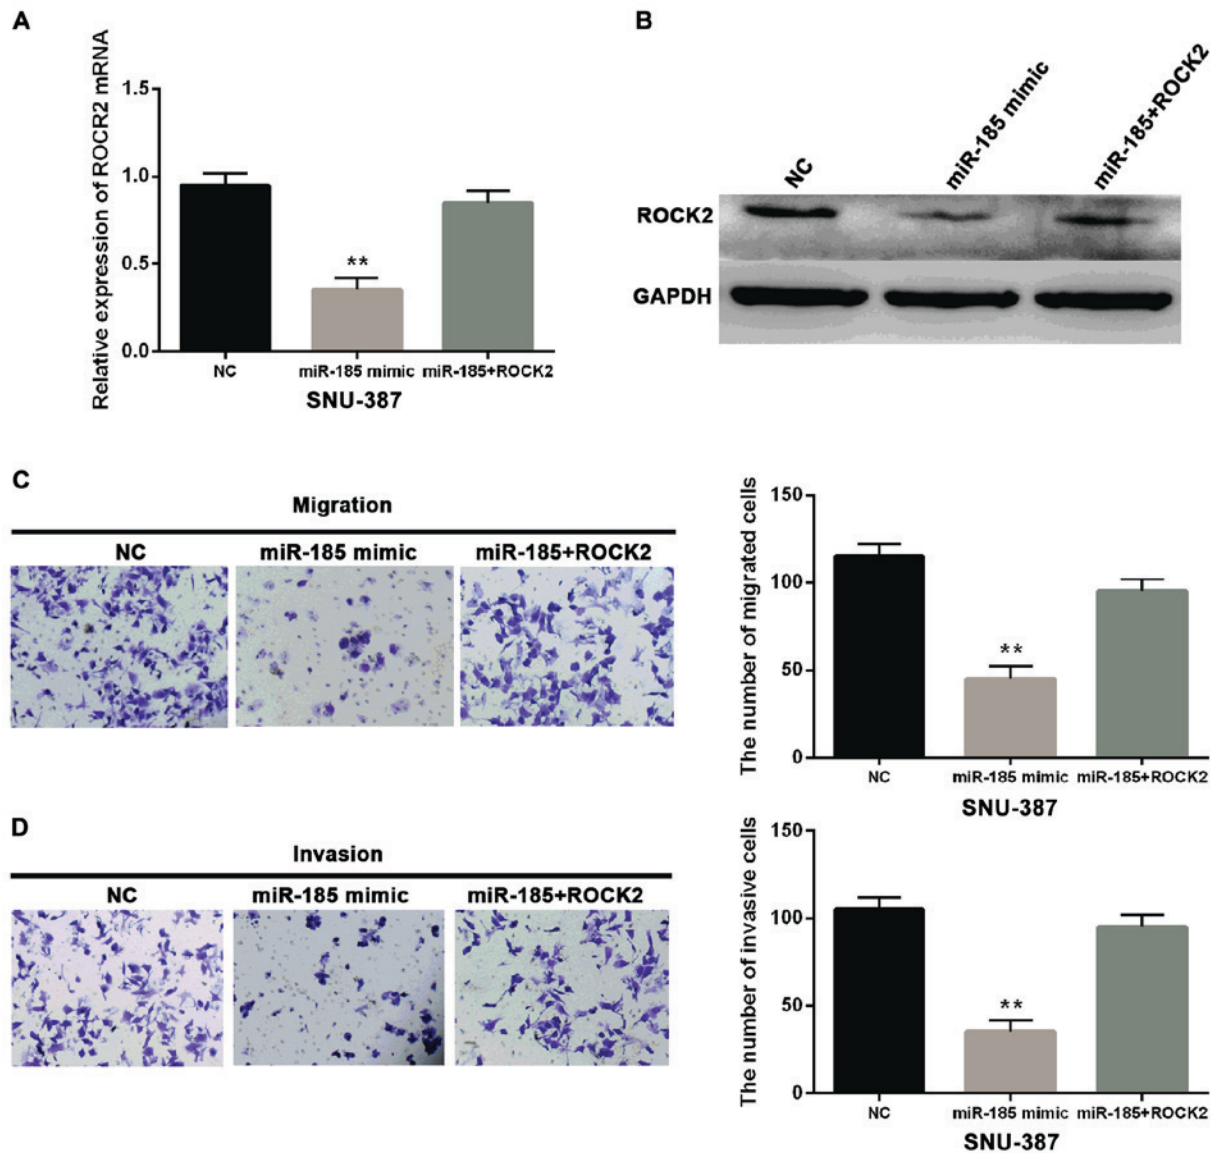 A
Relative expression of ROCR2 mRNA
1.5
1.0
0.5
0.0
**
NC
miR-185 mimic
miR-185+ROCK2
SNU-387
B
NC
miR-185 mimic
miR-185+ROCK2
ROCK2
GAPDH
C
Migration
NC
miR-185 mimic
miR-185+ROCK2
The number of migrated cells
150
100
50
0
**
NC
miR-185 mimic
miR-185+ROCK2
SNU-387
D
Invasion
NC
miR-185 mimic
miR-185+ROCK2
The number of invasive cells
150
100
50
0
**
NC
miR-185 mimic
miR-185+ROCK2
SNU-387